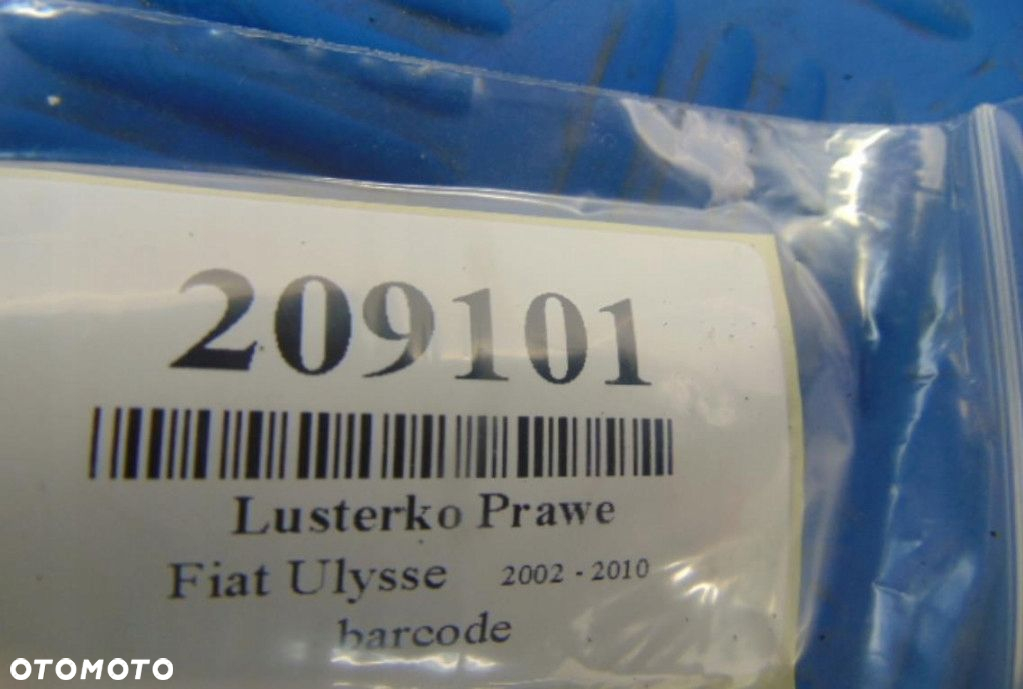 209101
Lusterko Prawe
Fiat Ulysse 2002 - 2010
barcode
OTOMOTO